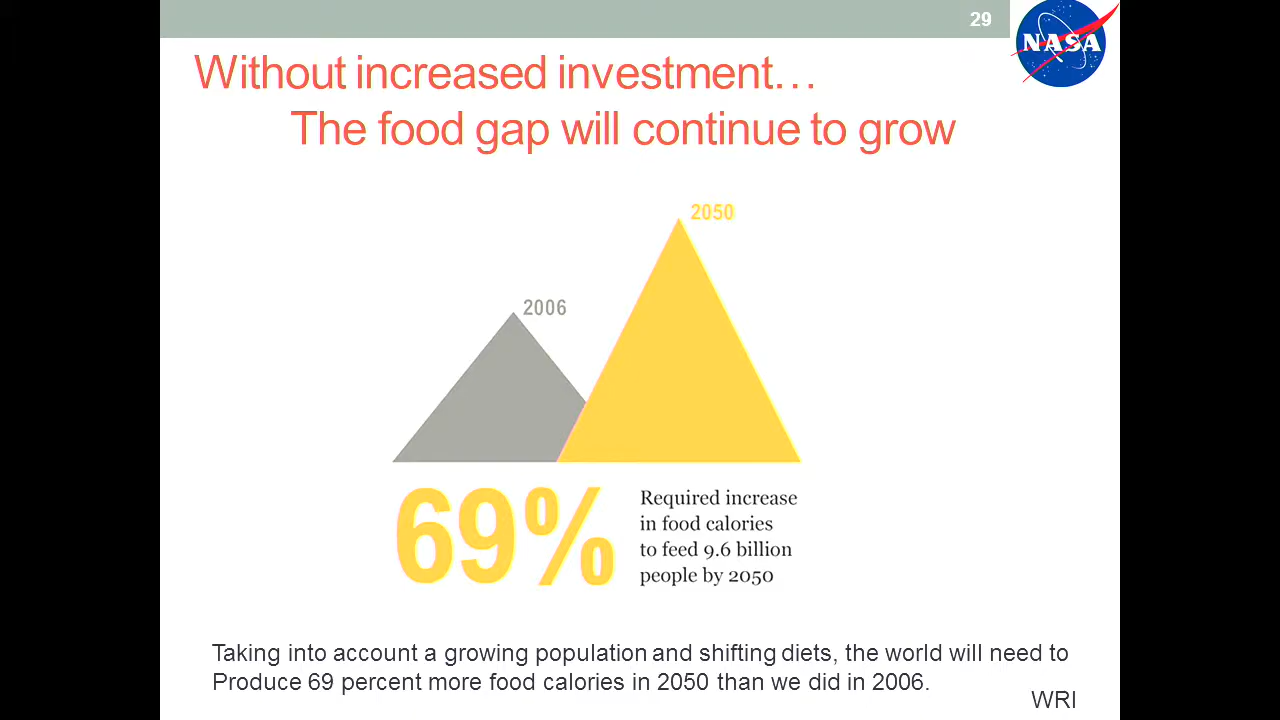 29
NASA
Without increased investment…
The food gap will continue to grow
2050
2006
69%
Required increase
in food calories
to feed 9.6 billion
people by 2050
Taking into account a growing population and shifting diets, the world will need to
Produce 69 percent more food calories in 2050 than we did in 2006.
WRI